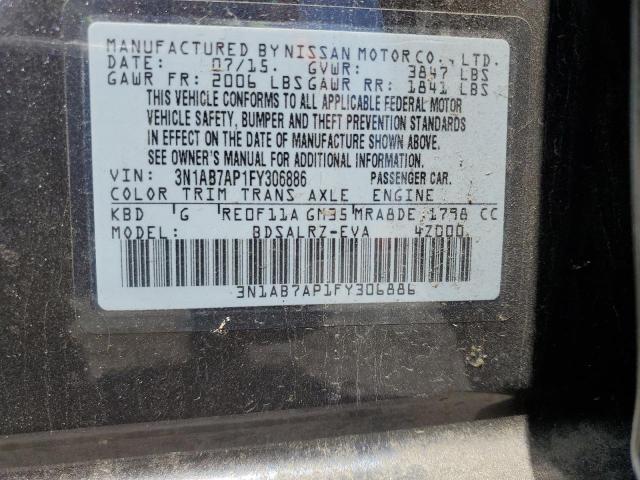 MANUFACTURED BY NISSAN MOTOR CO., LTD.
DATE: 07/15. GVWR: 3847 LBS
GAWR FR: 2006 LBS GAWR RR: 1841 LBS
THIS VEHICLE CONFORMS TO ALL APPLICABLE FEDERAL MOTOR
VEHICLE SAFETY, BUMPER AND THEFT PREVENTION STANDARDS
IN EFFECT ON THE DATE OF MANUFACTURE SHOWN ABOVE.
SEE OWNER'S MANUAL FOR ADDITIONAL INFORMATION.
VIN: 3N1AB7AP1FY306886 PASSENGER CAR.
COLOR TRIM TRANS AXLE ENGINE
KBD G RE0F11A GM35 MRA8DE 1798 CC
MODEL: BDSALRZ-EVA 4Z000
3N1AB7AP1FY306886